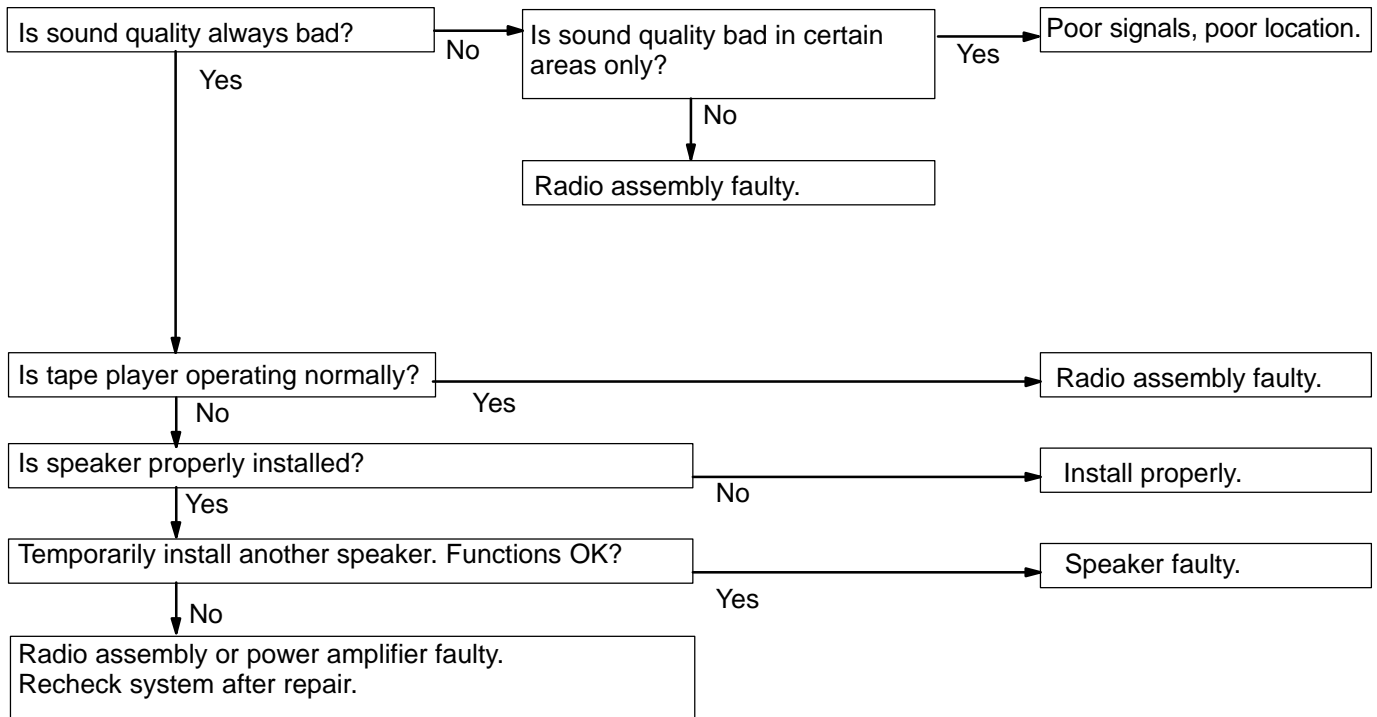 Is sound quality always bad?
No
Is sound quality bad in certain
areas only?
Yes
Poor signals, poor location.
Yes
No
Radio assembly faulty.
Is tape player operating normally?
Yes
Radio assembly faulty.
No
Is speaker properly installed?
No
Install properly.
Yes
Temporarily install another speaker. Functions OK?
Yes
Speaker faulty.
No
Radio assembly or power amplifier faulty.
Recheck system after repair.